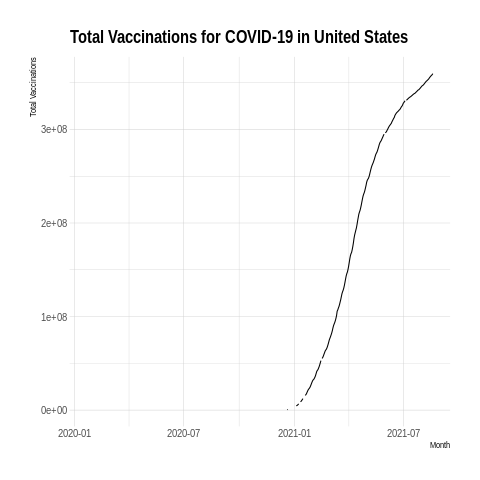 Total Vaccinations for COVID-19 in United States
Total Vaccinations
3e+08
2e+08
1e+08
0e+00
2020-01 2020-07 2021-01 2021-07
Month